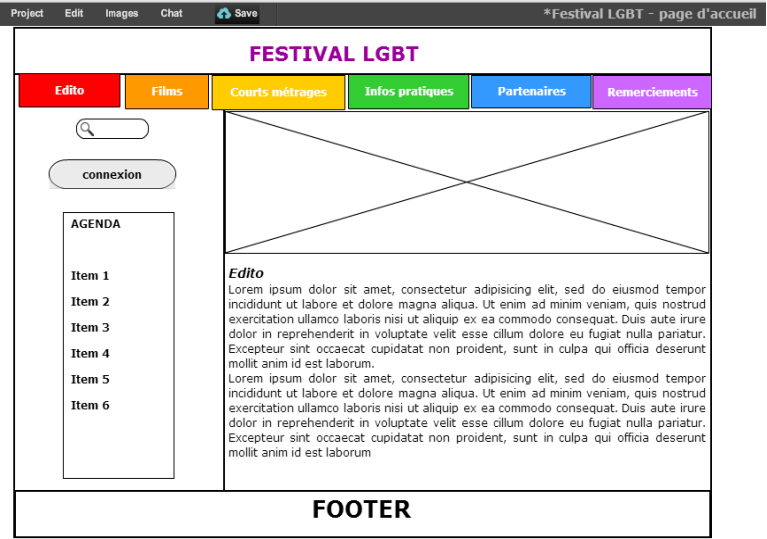 Project Edit Images Chat Save *Festival LGBT - page d'accueil
FESTIVAL LGBT
Edito Films Courts métrages Infos pratiques Partenaires Remerciements
connexion
AGENDA
Item 1
Item 2
Item 3
Item 4
Item 5
Item 6
Edito
Lorem ipsum dolor sit amet, consectetur adipisicing elit, sed do eiusmod tempor
incididunt ut labore et dolore magna aliqua. Ut enim ad minim veniam, quis nostrud
exercitation ullamco laboris nisi ut aliquip ex ea commodo consequat. Duis aute irure
dolor in reprehenderit in voluptate velit esse cillum dolore eu fugiat nulla pariatur.
Excepteur sint occaecat cupidatat non proident, sunt in culpa qui officia deserunt
mollit anim id est laborum.
Lorem ipsum dolor sit amet, consectetur adipisicing elit, sed do eiusmod tempor
incididunt ut labore et dolore magna aliqua. Ut enim ad minim veniam, quis nostrud
exercitation ullamco laboris nisi ut aliquip ex ea commodo consequat. Duis aute irure
dolor in reprehenderit in voluptate velit esse cillum dolore eu fugiat nulla pariatur.
Excepteur sint occaecat cupidatat non proident, sunt in culpa qui officia deserunt
mollit anim id est laborum
FOOTER